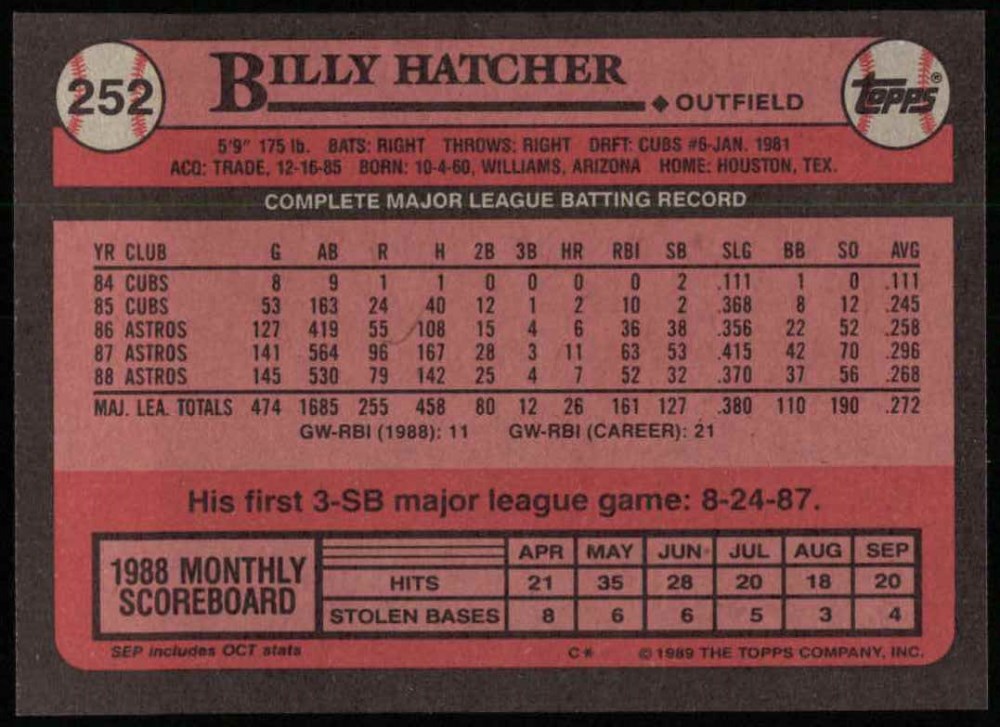 252
BILLY HATCHER
◆ OUTFIELD
TOPPS®
5'9" 175 lb. BATS: RIGHT THROWS: RIGHT DRFT: CUBS #6-JAN. 1981
ACQ: TRADE, 12-16-85 BORN: 10-4-60, WILLIAMS, ARIZONA HOME: HOUSTON, TEX.
COMPLETE MAJOR LEAGUE BATTING RECORD
YR CLUB G AB R H 2B 3B HR RBI SB SLG BB SO AVG
84 CUBS 8 9 1 1 0 0 0 0 2 .111 1 0 .111
85 CUBS 53 163 24 40 12 1 2 10 2 .368 8 12 .245
86 ASTROS 127 419 55 108 15 4 6 36 38 .356 22 52 .258
87 ASTROS 141 564 96 167 28 3 11 63 53 .415 42 70 .296
88 ASTROS 145 530 79 142 25 4 7 52 32 .370 37 56 .268
MAJ. LEA. TOTALS 474 1685 255 458 80 12 26 161 127 .380 110 190 .272
GW-RBI (1988): 11 GW-RBI (CAREER): 21
His first 3-SB major league game: 8-24-87.
1988 MONTHLY
SCOREBOARD
APR MAY JUN JUL AUG SEP
HITS 21 35 28 20 18 20
STOLEN BASES 8 6 6 5 3 4
SEP includes OCT stats C* © 1989 THE TOPPS COMPANY, INC.